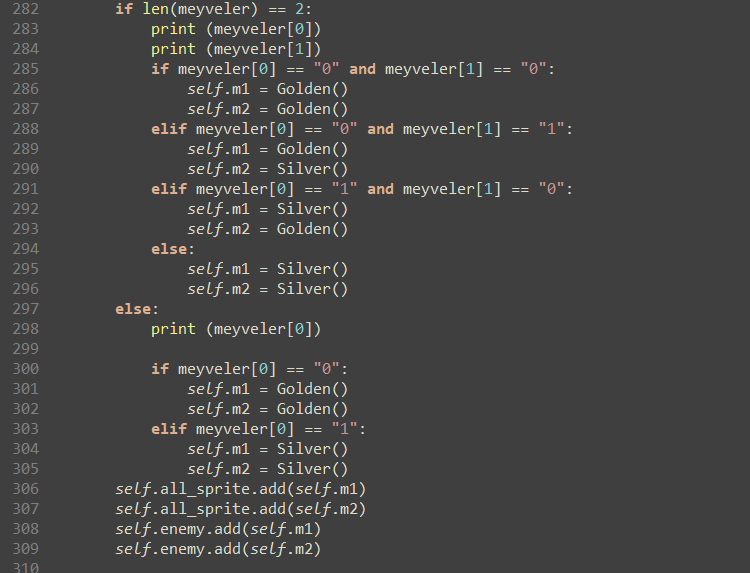 282 if len(meyveler) == 2:
283 print (meyveler[0])
284 print (meyveler[1])
285 if meyveler[0] == "0" and meyveler[1] == "0":
286 self.m1 = Golden()
287 self.m2 = Golden()
288 elif meyveler[0] == "0" and meyveler[1] == "1":
289 self.m1 = Golden()
290 self.m2 = Silver()
291 elif meyveler[0] == "1" and meyveler[1] == "0":
292 self.m1 = Silver()
293 self.m2 = Golden()
294 else:
295 self.m1 = Silver()
296 self.m2 = Silver()
297 else:
298 print (meyveler[0])
299
300 if meyveler[0] == "0":
301 self.m1 = Golden()
302 self.m2 = Golden()
303 elif meyveler[0] == "1":
304 self.m1 = Silver()
305 self.m2 = Silver()
306 self.all_sprite.add(self.m1)
307 self.all_sprite.add(self.m2)
308 self.enemy.add(self.m1)
309 self.enemy.add(self.m2)
310